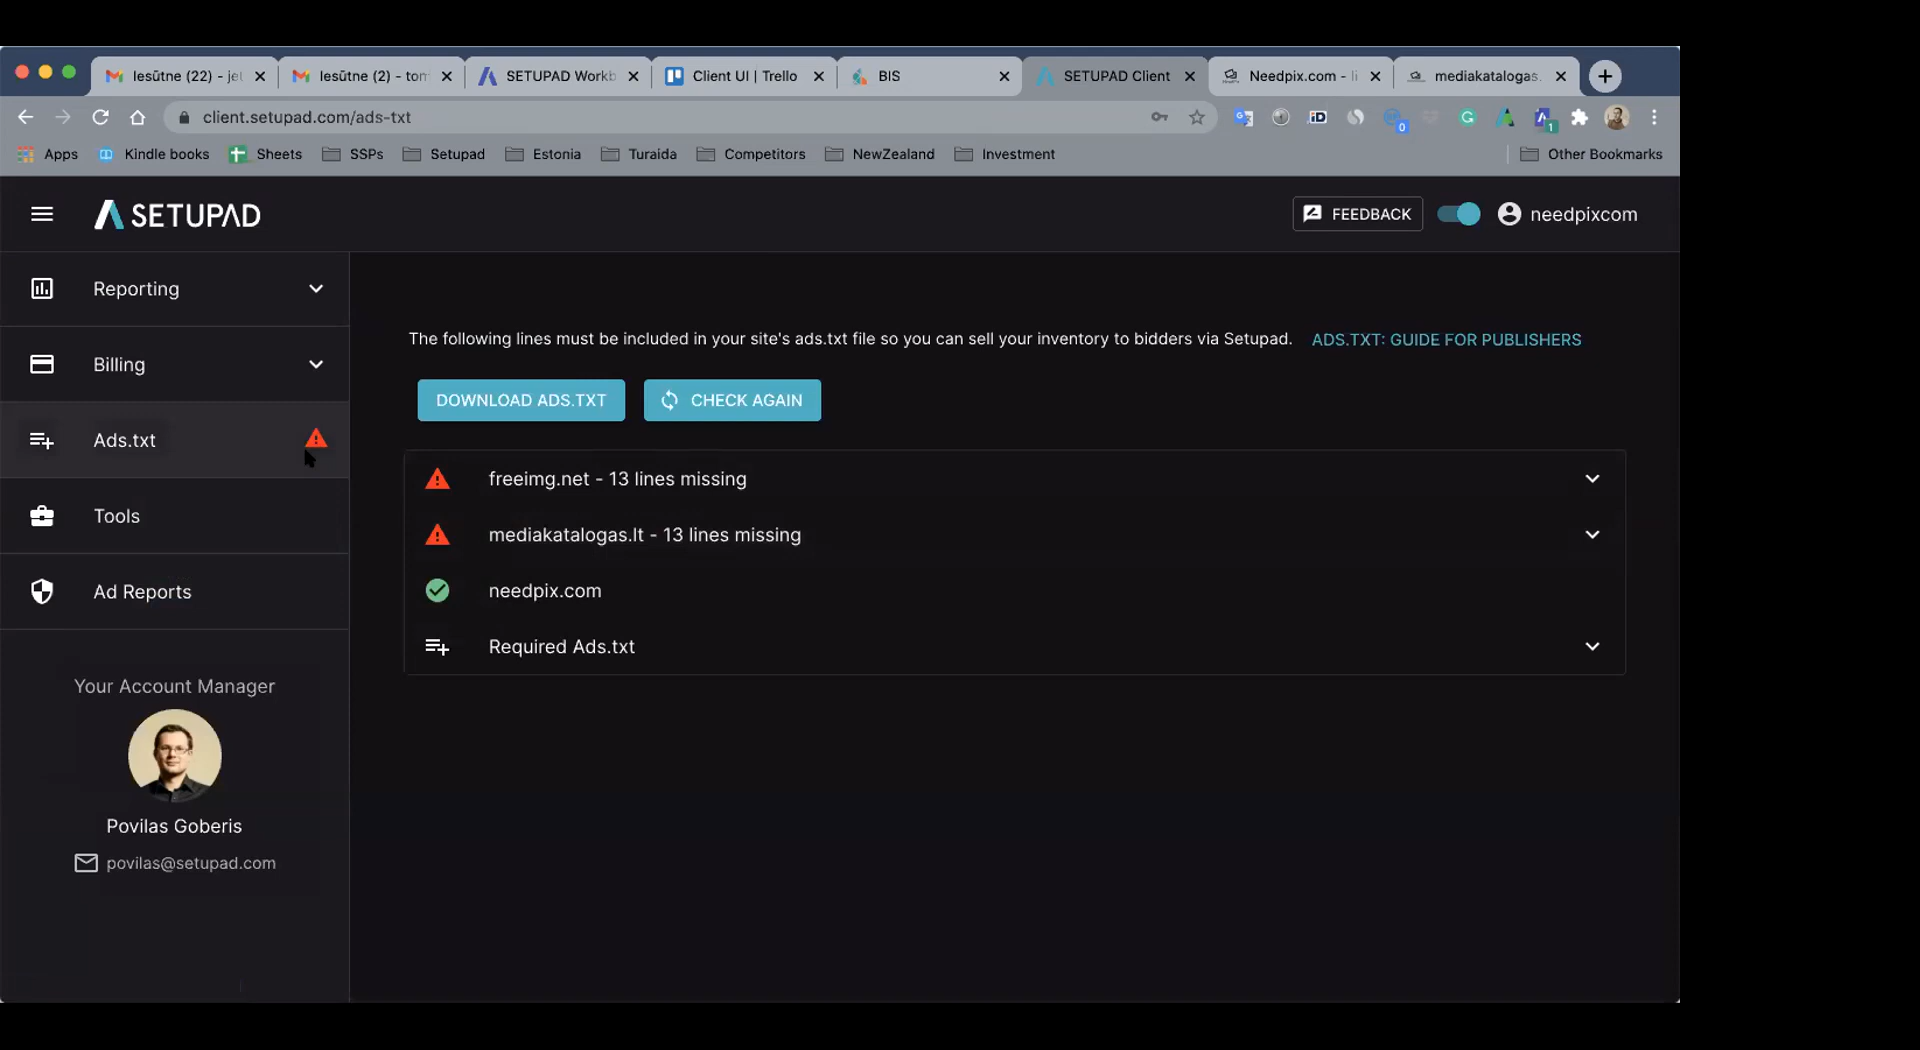 Iesūtne (22) - jet
Iesūtne (2) - tom
SETUPAD Workb
Client UI | Trello
BIS
SETUPAD Client
Needpix.com - li
mediakatalogas.
client.setupad.com/ads-txt
0
1
Apps
Kindle books
Sheets
SSPs
Setupad
Estonia
Turaida
Competitors
NewZealand
Investment
Other Bookmarks
SETUPAD
FEEDBACK
needpixcom
Reporting
Billing
Ads.txt
Tools
Ad Reports
Your Account Manager
Povilas Goberis
povilas@setupad.com
The following lines must be included in your site's ads.txt file so you can sell your inventory to bidders via Setupad.
ADS.TXT: GUIDE FOR PUBLISHERS
DOWNLOAD ADS.TXT
CHECK AGAIN
freeimg.net - 13 lines missing
mediakatalogas.lt - 13 lines missing
needpix.com
Required Ads.txt